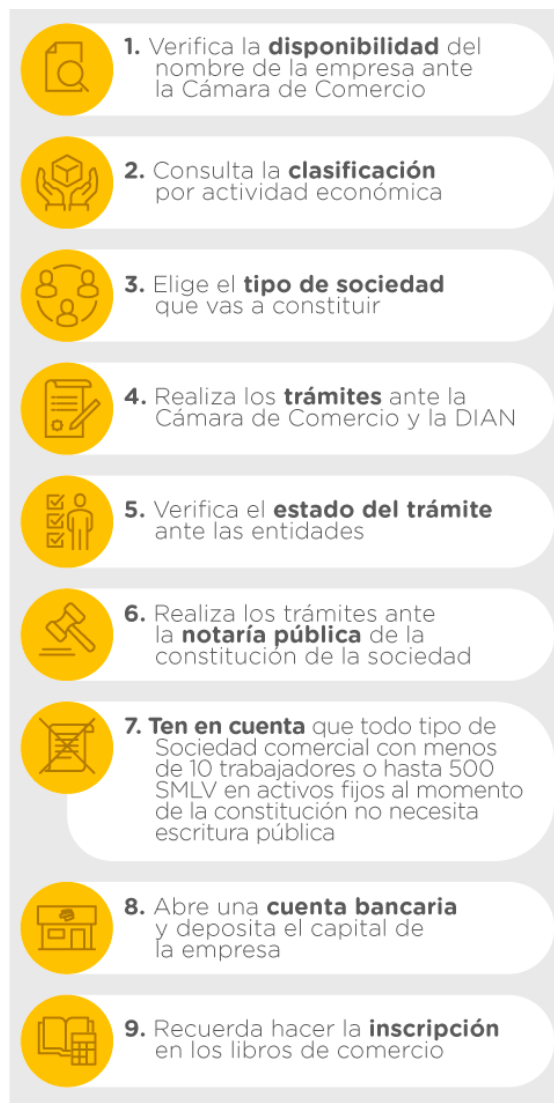 1. Verifica la disponibilidad del
nombre de la empresa ante
la Cámara de Comercio
2. Consulta la clasificación
por actividad económica
3. Elige el tipo de sociedad
que vas a constituir
4. Realiza los trámites ante la
Cámara de Comercio y la DIAN
5. Verifica el estado del trámite
ante las entidades
6. Realiza los trámites ante
la notaría pública de la
constitución de la sociedad
7. Ten en cuenta que todo tipo de
Sociedad comercial con menos
de 10 trabajadores o hasta 500
SMLV en activos fijos al momento
de la constitución no necesita
escritura pública
8. Abre una cuenta bancaria
y deposita el capital de
la empresa
9. Recuerda hacer la inscripción
en los libros de comercio